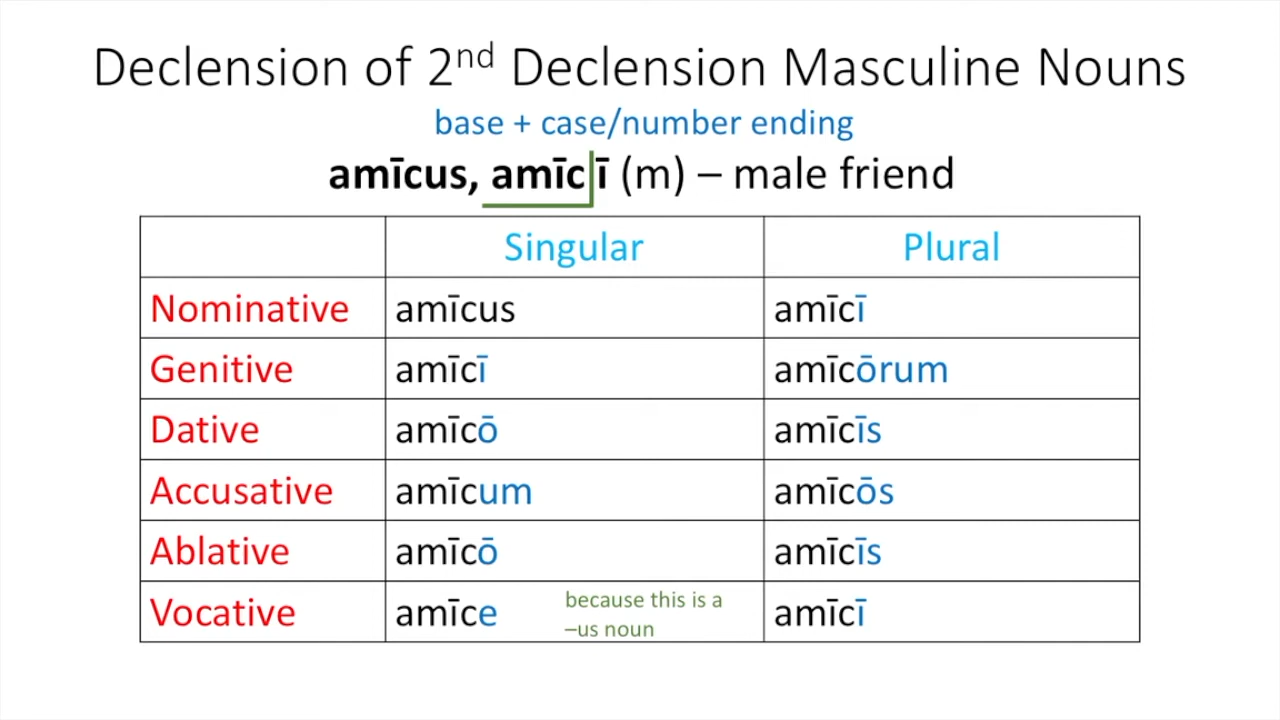 Declension of 2nd Declension Masculine Nouns
base + case/number ending
amīcus, amīc ī (m) – male friend
Singular Plural
Nominative amīcus amīcī
Genitive amīcī amīcōrum
Dative amīcō amīcīs
Accusative amīcum amīcōs
Ablative amīcō amīcīs
Vocative amīce because this is a amīcī
–us noun